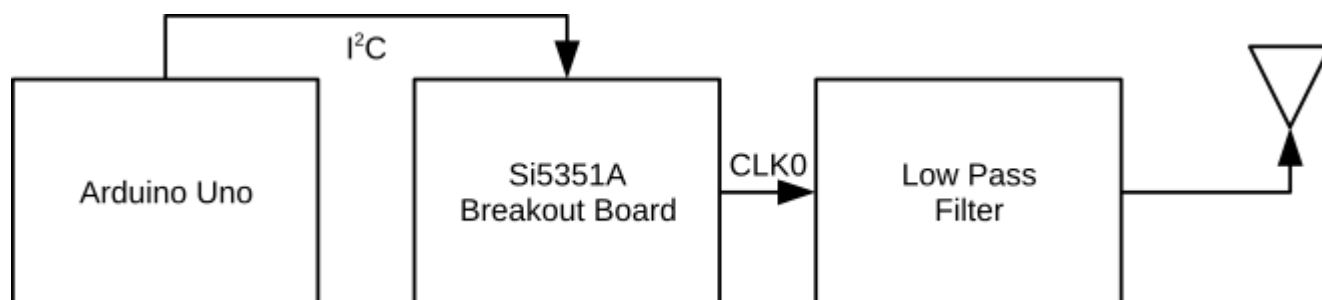 I²C
Arduino Uno
Si5351A
Breakout Board
CLK0
Low Pass
Filter